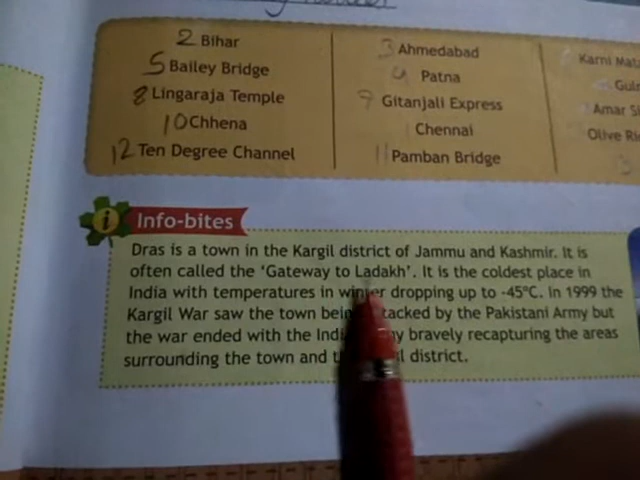 2 Bihar
3 Ahmedabad
Karni
5 Bailey Bridge
4 Patna
8 Lingaraja Temple
9 Gitanjali Express
Amar
10 Chhena
Chennai
Olive
12 Ten Degree Channel
11 Pamban Bridge
i Info-bites
Dras is a town in the Kargil district of Jammu and Kashmir. It is
often called the ‘Gateway to Ladakh’. It is the coldest place in
India with temperatures in winter dropping up to -45°C. In 1999 the
Kargil War saw the town by the Pakistani Army but
the war ended with the bravely recapturing the areas
surrounding the town and district.